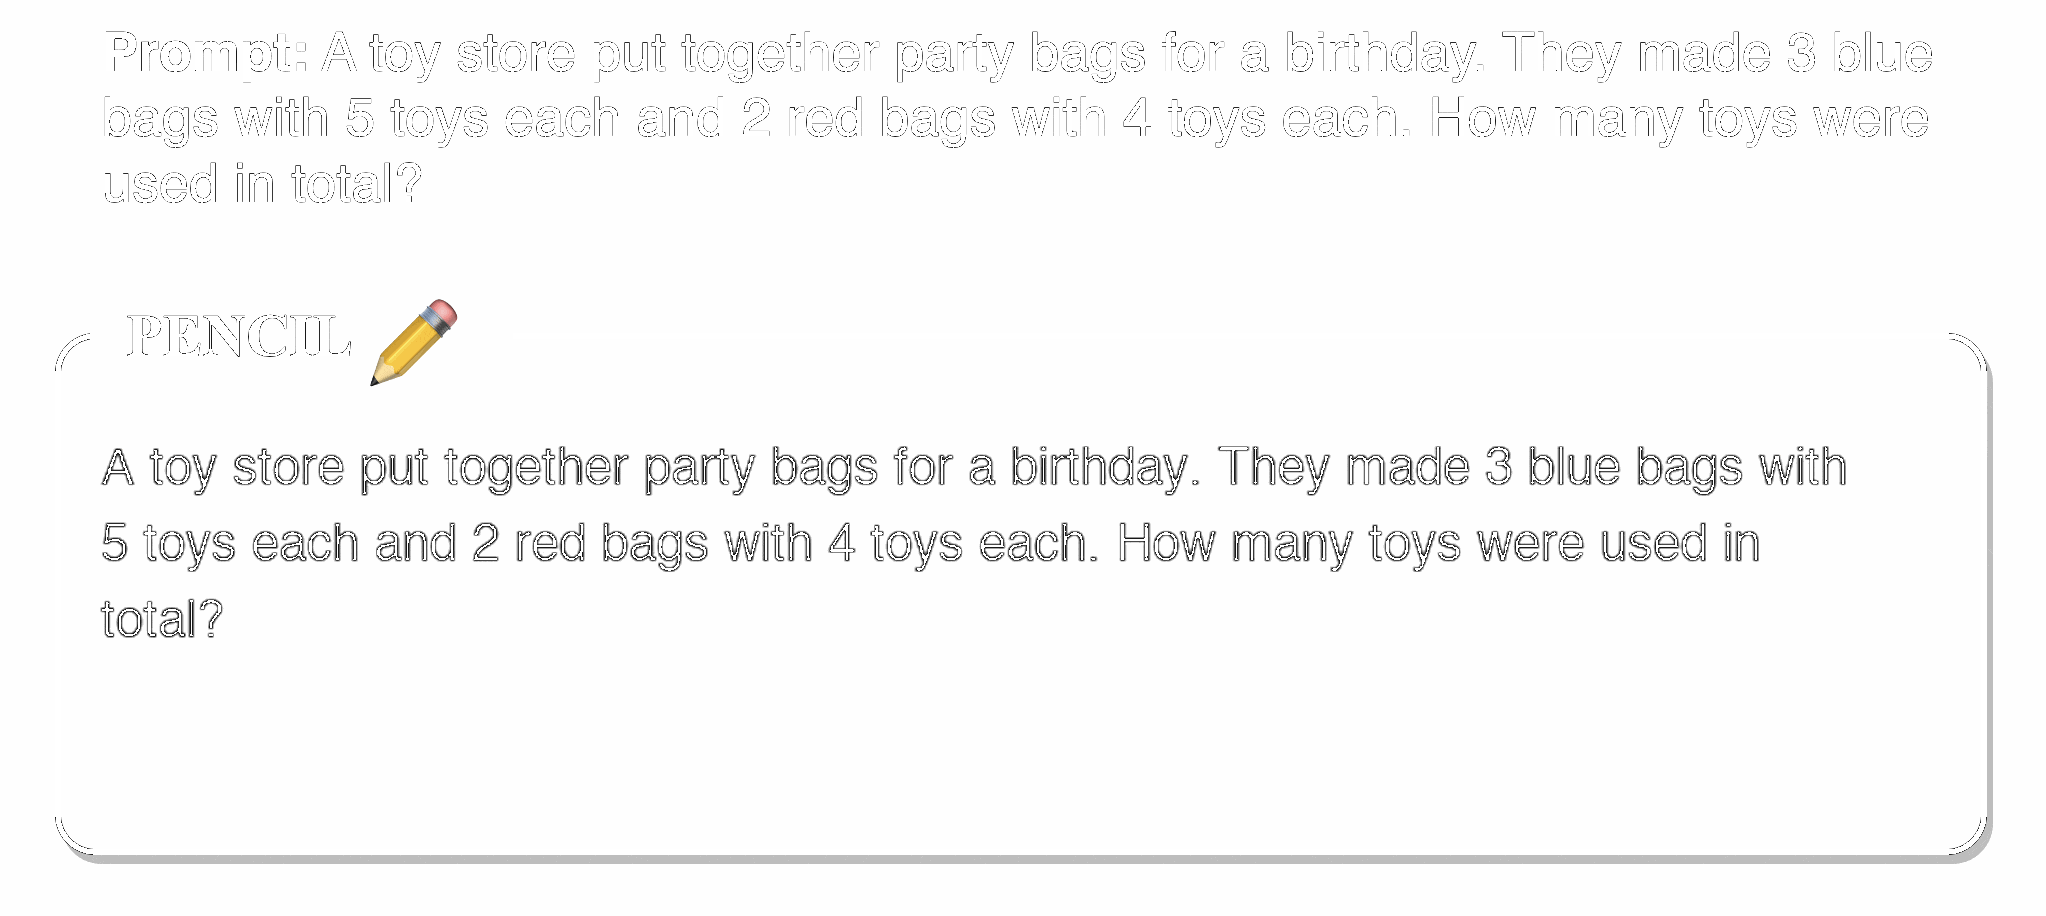 Prompt: A toy store put together party bags for a birthday. They made 3 blue
bags with 5 toys each and 2 red bags with 4 toys each. How many toys were
used in total?
PENCIL
A toy store put together party bags for a birthday. They made 3 blue bags with
5 toys each and 2 red bags with 4 toys each. How many toys were used in
total?